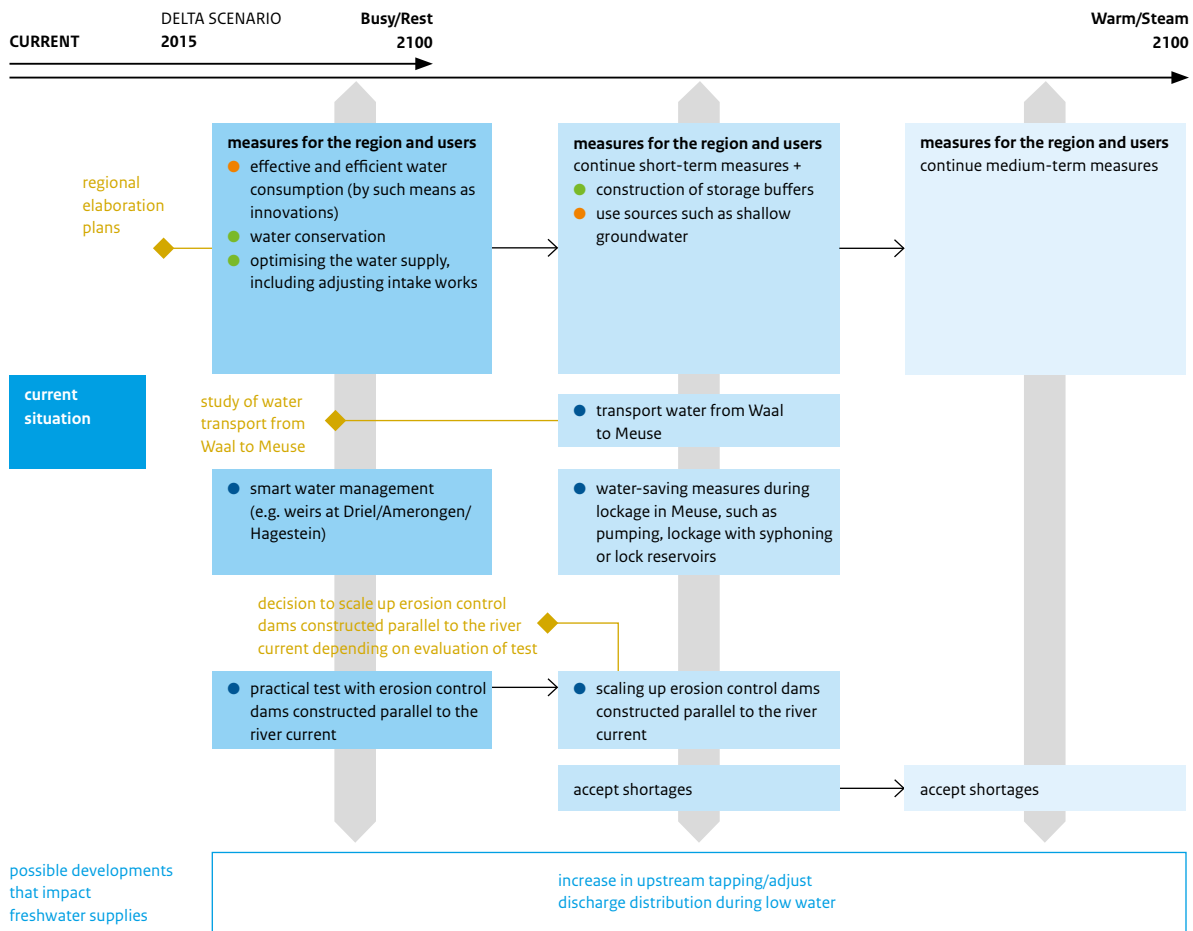 DELTA SCENARIO
Busy/Rest
Warm/Steam
CURRENT
2015
2100
2100
regional
elaboration
plans
measures for the region and users
effective and efficient water
consumption (by such means as
innovations)
water conservation
optimising the water supply,
including adjusting intake works
measures for the region and users
continue short-term measures +
construction of storage buffers
use sources such as shallow
groundwater
measures for the region and users
continue medium-term measures
current
situation
study of water
transport from
Waal to Meuse
transport water from Waal
to Meuse
smart water management
(e.g. weirs at Driel/Amerongen/
Hagestein)
water-saving measures during
lockage in Meuse, such as
pumping, lockage with syphoning
or lock reservoirs
decision to scale up erosion control
dams constructed parallel to the river
current depending on evaluation of test
practical test with erosion control
dams constructed parallel to the
river current
scaling up erosion control dams
constructed parallel to the river
current
accept shortages
accept shortages
possible developments
that impact
freshwater supplies
increase in upstream tapping/adjust
discharge distribution during low water